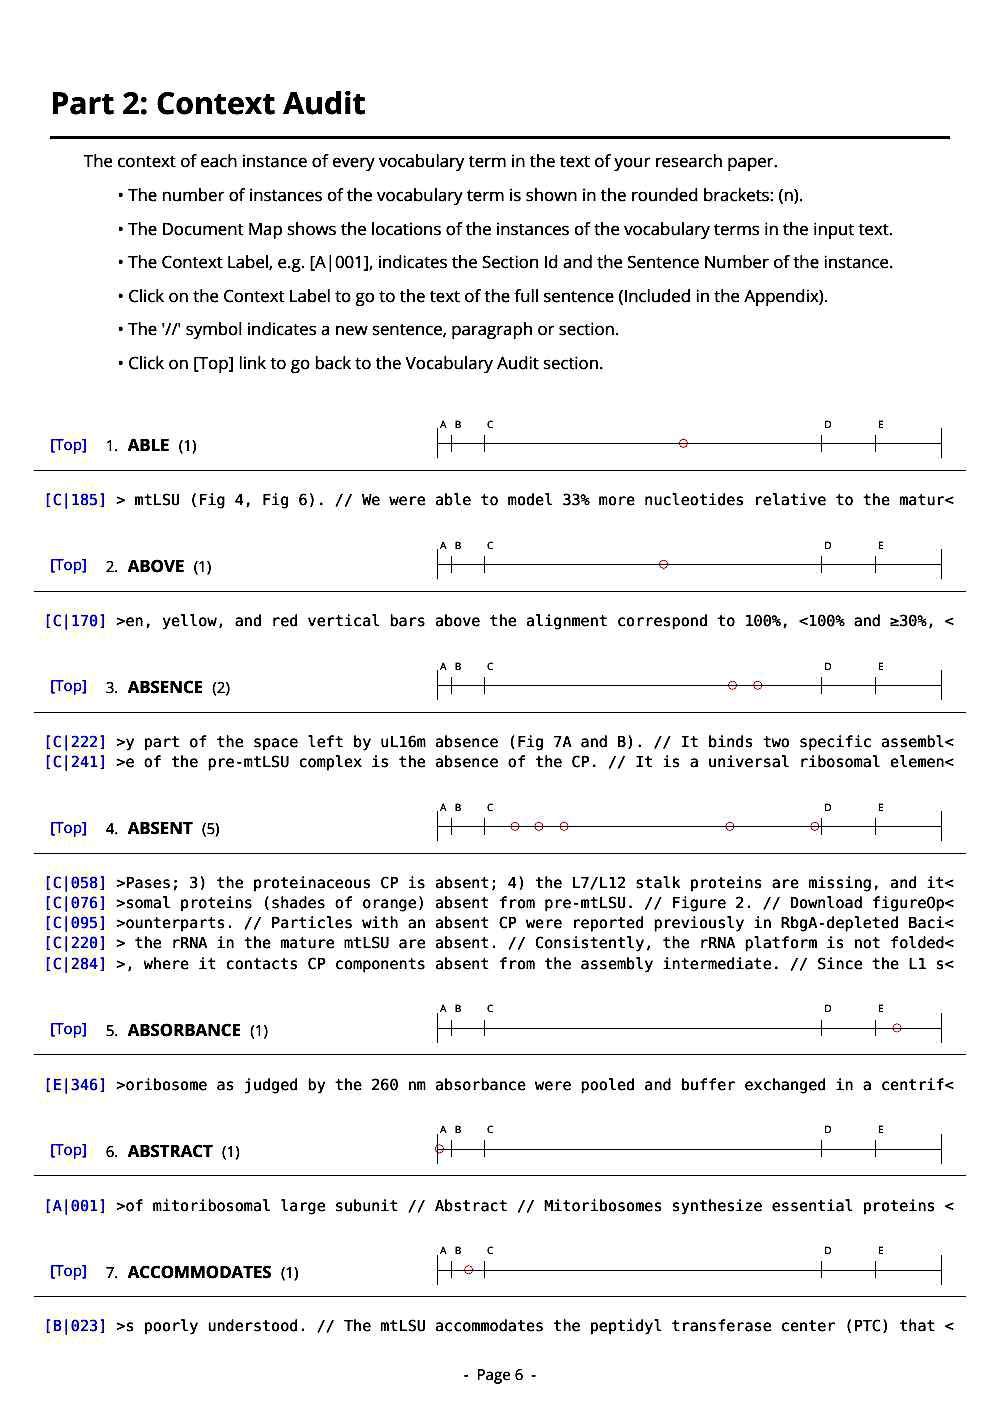 Part 2: Context Audit
The context of each instance of every vocabulary term in the text of your research paper.
• The number of instances of the vocabulary term is shown in the rounded brackets: (n).
• The Document Map shows the locations of the instances of the vocabulary terms in the input text.
• The Context Label, e.g. [A|001], indicates the Section Id and the Sentence Number of the instance.
• Click on the Context Label to go to the text of the full sentence (Included in the Appendix).
• The '//' symbol indicates a new sentence, paragraph or section.
• Click on [Top] link to go back to the Vocabulary Audit section.
A B C D E
[Top] 1. ABLE (1)
[C|185] > mtLSU (Fig 4, Fig 6). // We were able to model 33% more nucleotides relative to the matur<
A B C D E
[Top] 2. ABOVE (1)
[C|170] >en, yellow, and red vertical bars above the alignment correspond to 100%, <100% and ≥30%, <
A B C D E
[Top] 3. ABSENCE (2)
[C|222] >y part of the space left by uL16m absence (Fig 7A and B). // It binds two specific assembl<
[C|241] >e of the pre-mtLSU complex is the absence of the CP. // It is a universal ribosomal elemen<
A B C D E
[Top] 4. ABSENT (5)
[C|058] >Pases; 3) the proteinaceous CP is absent; 4) the L7/L12 stalk proteins are missing, and it<
[C|076] >somal proteins (shades of orange) absent from pre-mtLSU. // Figure 2. // Download figureOp<
[C|095] >ounterparts. // Particles with an absent CP were reported previously in RbgA-depleted Baci<
[C|220] > the rRNA in the mature mtLSU are absent. // Consistently, the rRNA platform is not folded<
[C|284] >, where it contacts CP components absent from the assembly intermediate. // Since the L1 s<
A B C D E
[Top] 5. ABSORBANCE (1)
[E|346] >oribosome as judged by the 260 nm absorbance were pooled and buffer exchanged in a centrif<
A B C D E
[Top] 6. ABSTRACT (1)
[A|001] >of mitoribosomal large subunit // Abstract // Mitoribosomes synthesize essential proteins <
A B C D E
[Top] 7. ACCOMMODATES (1)
[B|023] >s poorly understood. // The mtLSU accommodates the peptidyl transferase center (PTC) that <
- Page 6 -